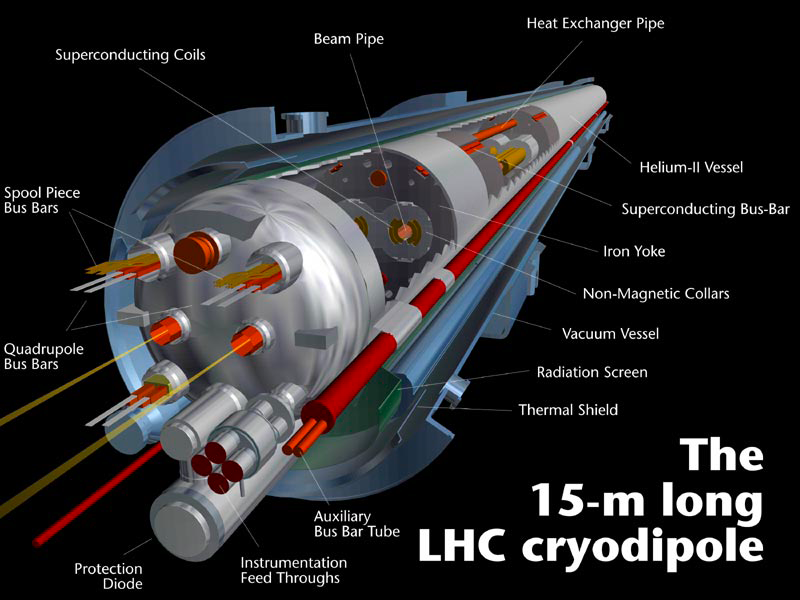 Heat Exchanger Pipe
Beam Pipe
Superconducting Coils
Helium-II Vessel
Spool Piece
Bus Bars
Superconducting Bus-Bar
Iron Yoke
Non-Magnetic Collars
Vacuum Vessel
Quadrupole
Bus Bars
Radiation Screen
Thermal Shield
The
15-m long
LHC cryodipole
Auxiliary
Bus Bar Tube
Instrumentation
Feed Throughs
Protection
Diode